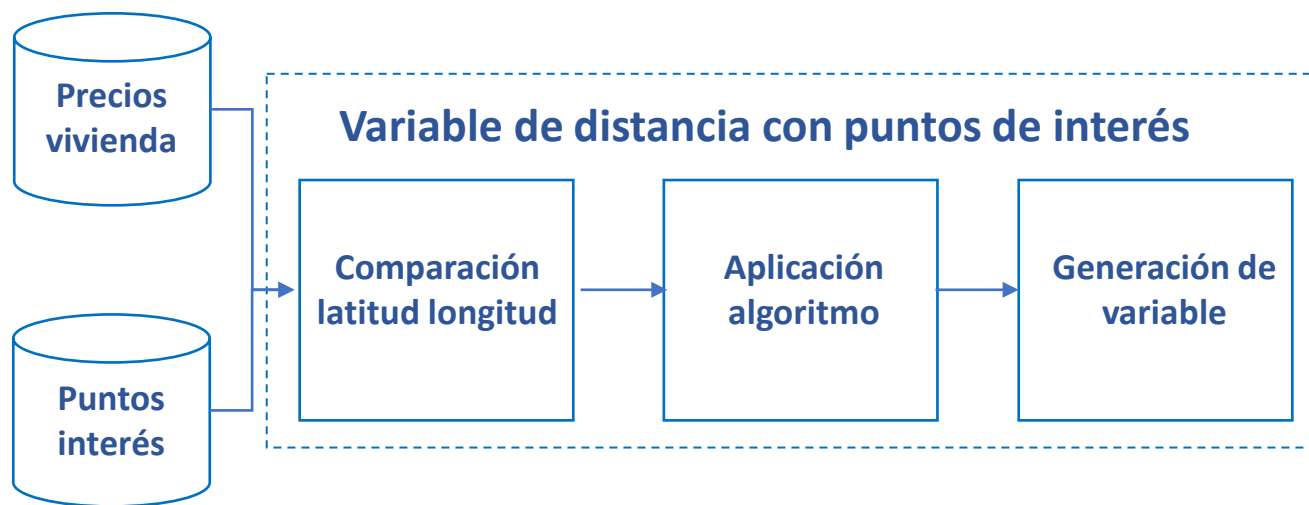 Precios
vivienda
Variable de distancia con puntos de interés
Comparación
latitud longitud
Aplicación
algoritmo
Generación de
variable
Puntos
interés